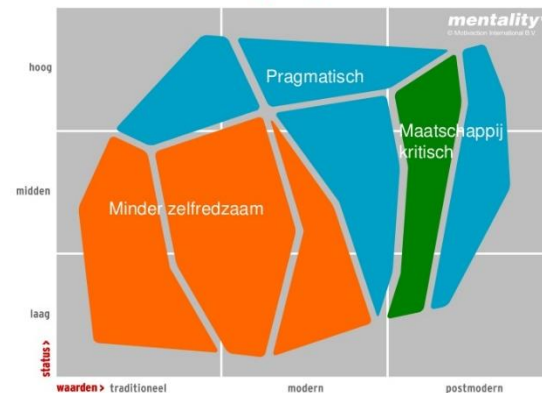 mentality
© Motivaction International B.V.
hoog
Pragmatisch
Maatschappij
kritisch
midden
Minder zelfredzaam
laag
status >
waarden > traditioneel modern postmodern